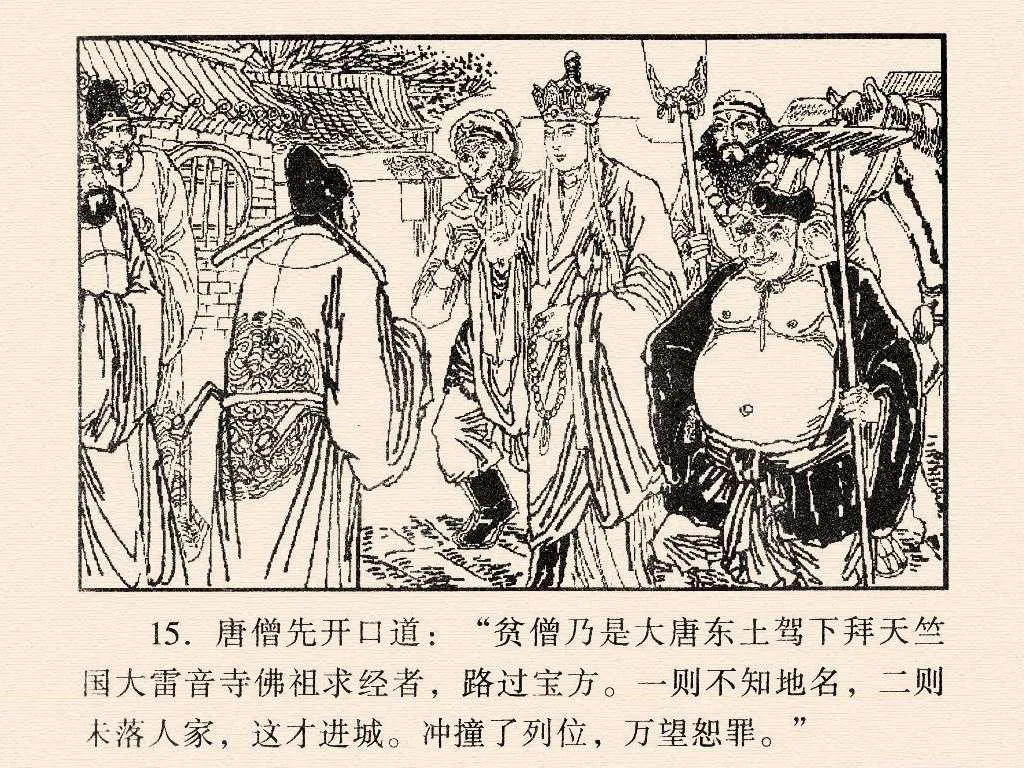 15. 唐僧先开口道：“贫僧乃是大唐东土驾下拜天竺
国大雷音寺佛祖求经者，路过宝方。一则不知地名，二则
未落人家，这才进城。冲撞了列位，万望恕罪。”